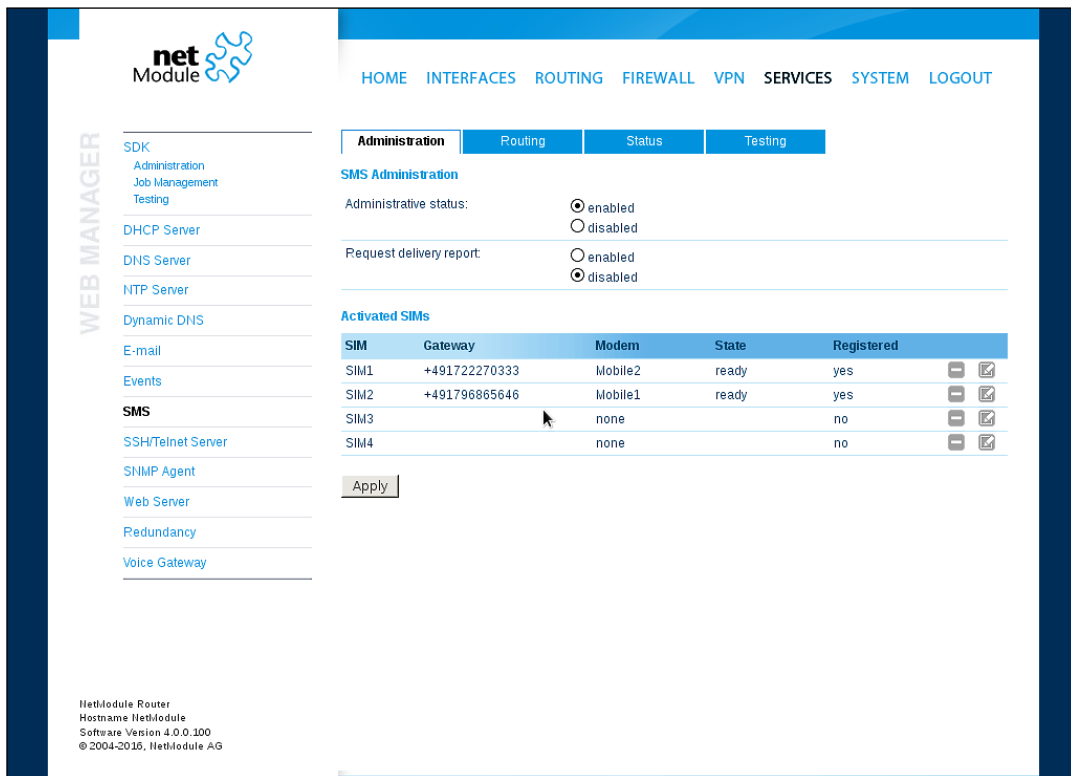 net
Module
HOME INTERFACES ROUTING FIREWALL VPN SERVICES SYSTEM LOGOUT
WEB MANAGER
SDK
Administration
Job Management
Testing
DHCP Server
DNS Server
NTP Server
Dynamic DNS
E-mail
Events
SMS
SSH/Telnet Server
SNMP Agent
Web Server
Redundancy
Voice Gateway
Administration Routing Status Testing
SMS Administration
Administrative status: enabled
disabled
Request delivery report: enabled
disabled
Activated SIMs
SIM Gateway Modem State Registered
SIM1 +491722270333 Mobile2 ready yes
SIM2 +491796865646 Mobile1 ready yes
SIM3 none no
SIM4 none no
Apply
NetModule Router
Hostname NetModule
Software Version 4.0.0.100
© 2004-2016, NetModule AG